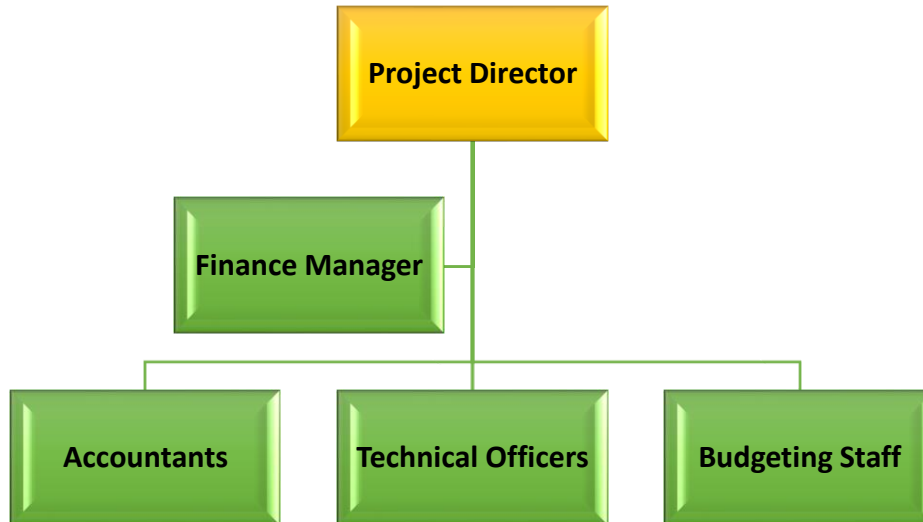 Project Director
Finance Manager
Accountants
Technical Officers
Budgeting Staff